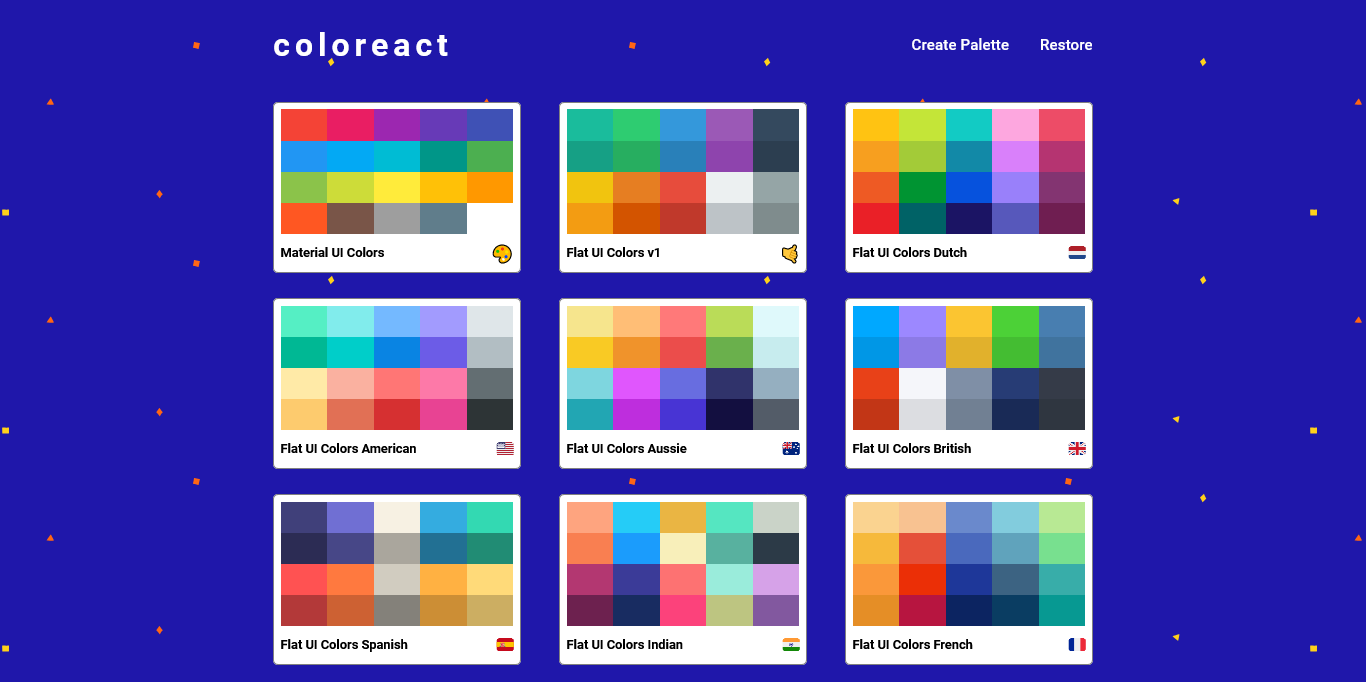 coloreact
Create Palette
Restore
Material UI Colors
Flat UI Colors v1
Flat UI Colors Dutch
Flat UI Colors American
Flat UI Colors Aussie
Flat UI Colors British
Flat UI Colors Spanish
Flat UI Colors Indian
Flat UI Colors French